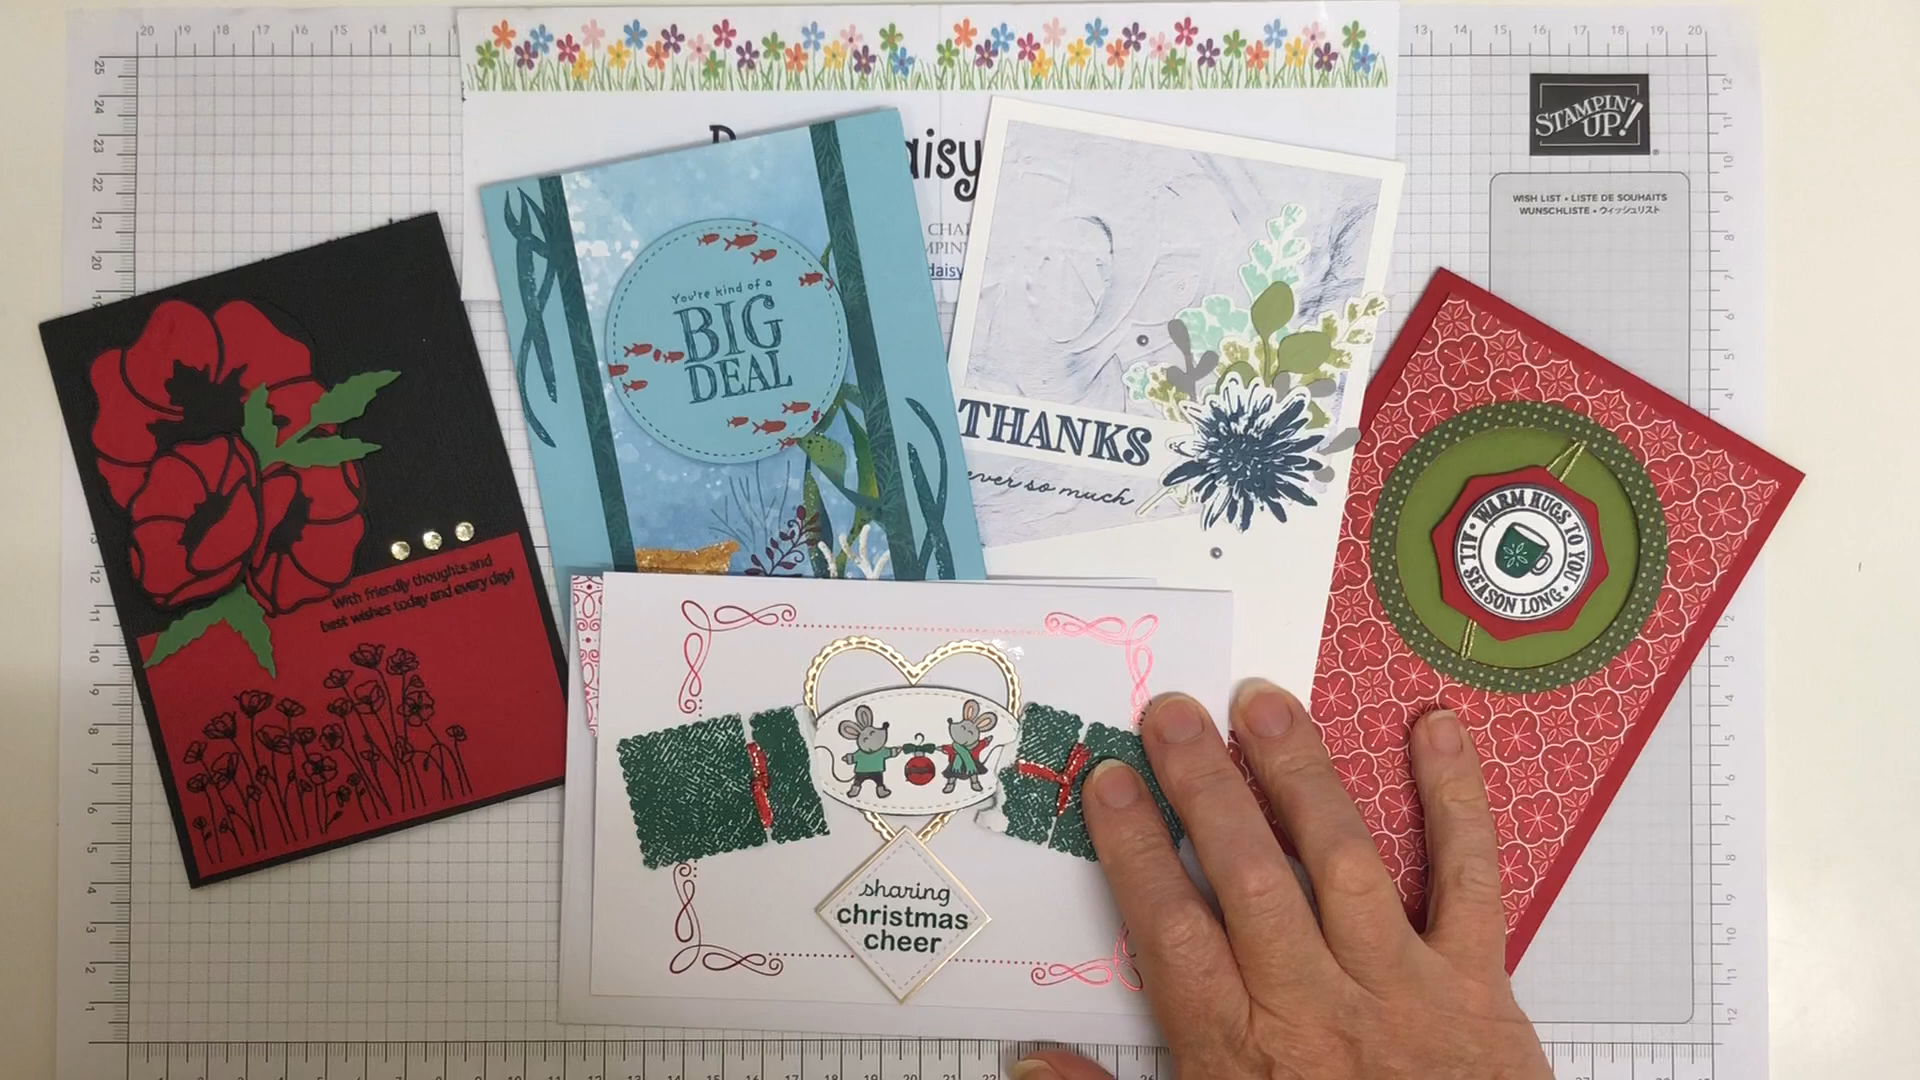 STAMPIN'
UP!
WISH LIST • LISTE DE SOUHAITS
WUNSCHLISTE • ウィッシュリスト
You're kind of a
BIG
DEAL
THANKS
ever so much
WARM HUGS TO YOU
• ALL SEASON LONG •
With friendly thoughts and
best wishes today and every day!
sharing
christmas
cheer